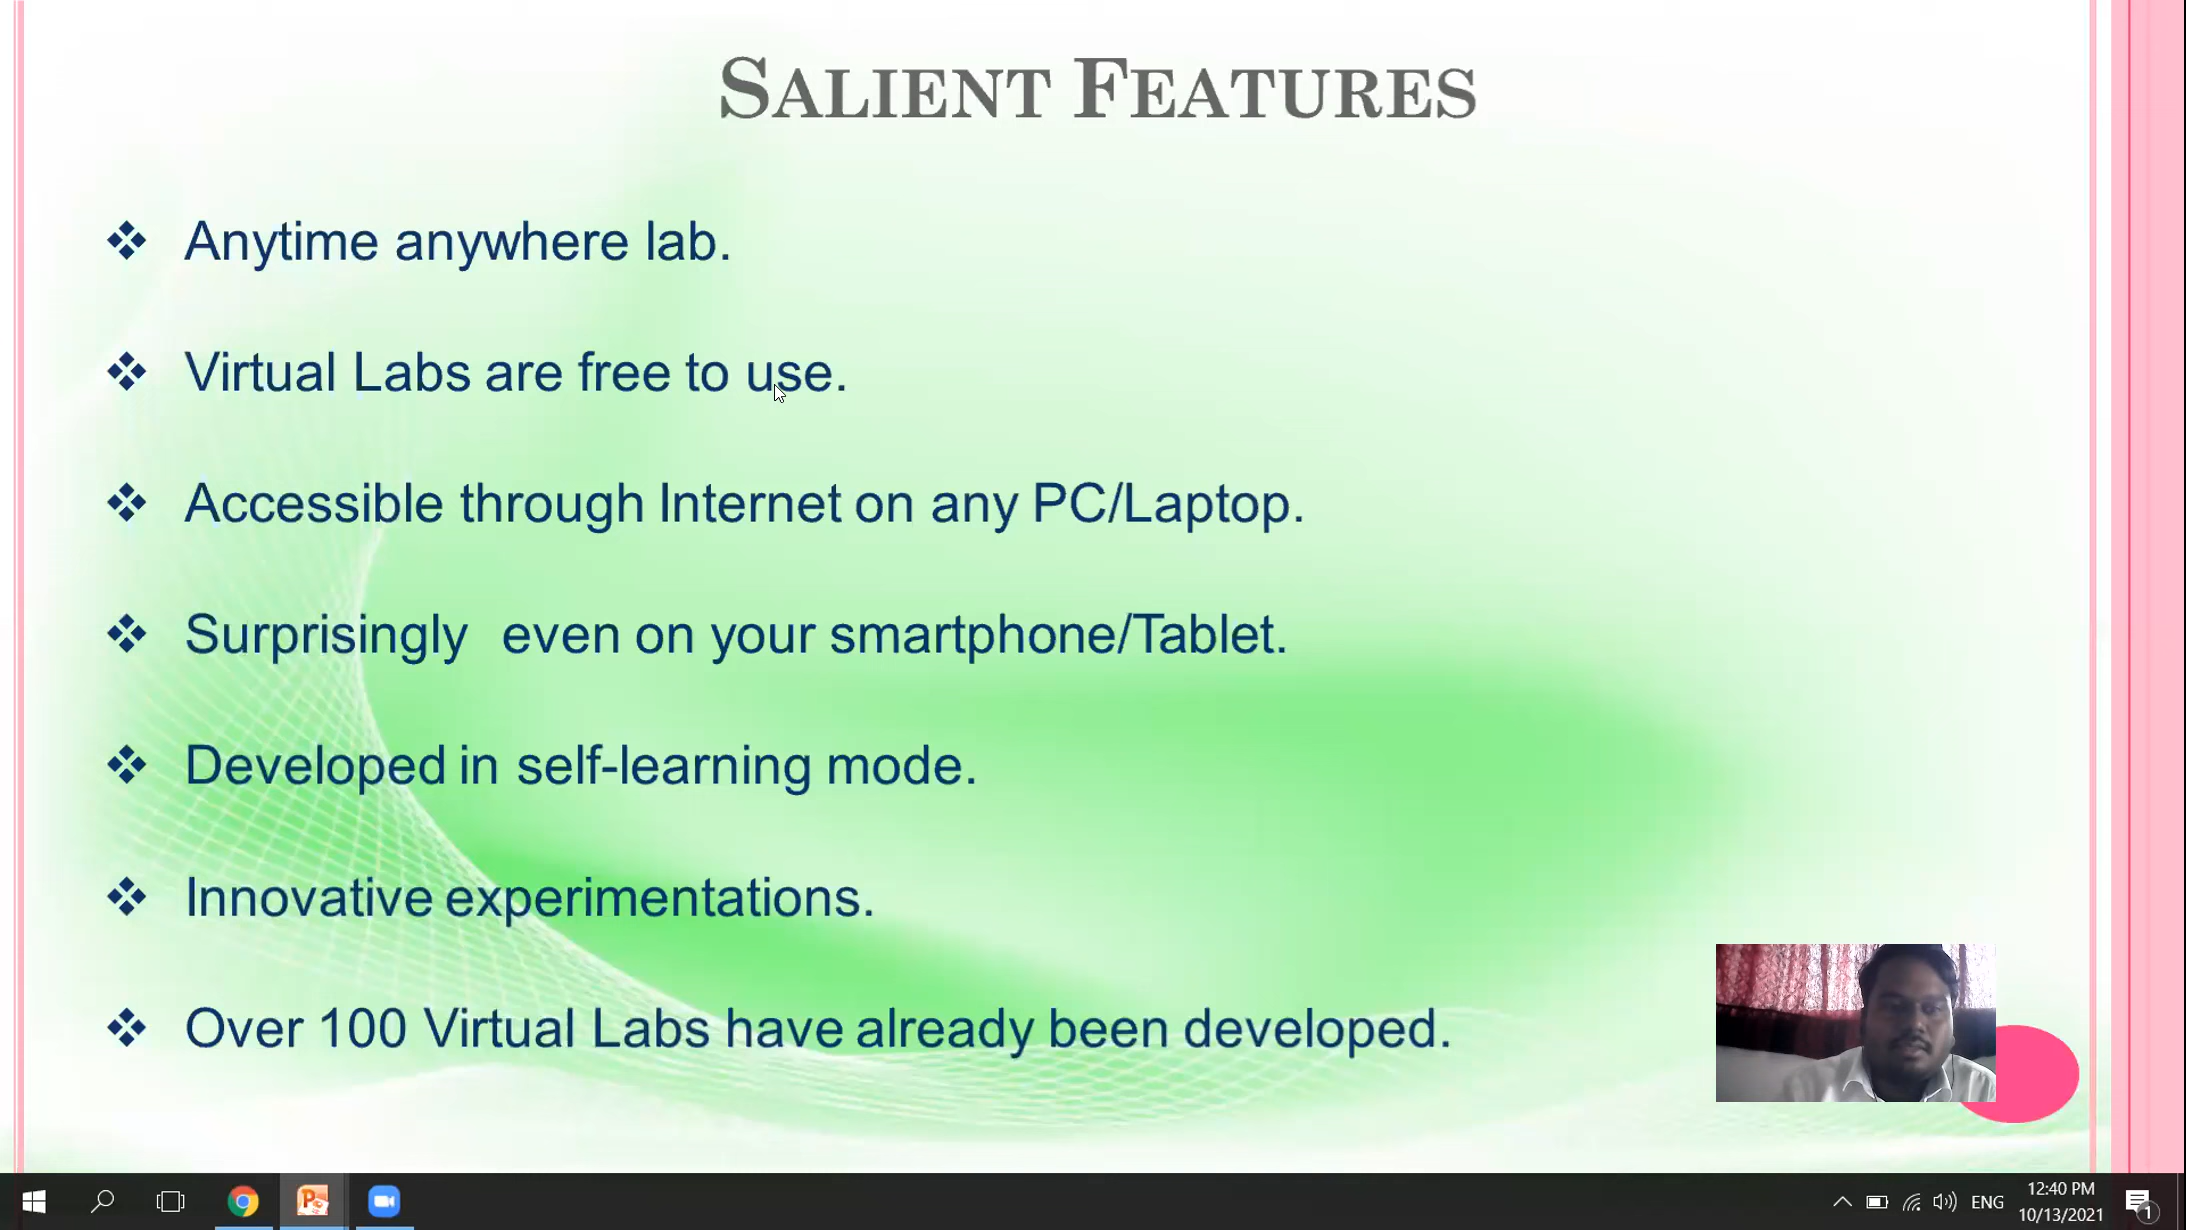 SALIENT FEATURES
❖ Anytime anywhere lab.
❖ Virtual Labs are free to use.
❖ Accessible through Internet on any PC/Laptop.
❖ Surprisingly even on your smartphone/Tablet.
❖ Developed in self-learning mode.
❖ Innovative experimentations.
❖ Over 100 Virtual Labs have already been developed.
12:40 PM
ENG
10/13/2021
1